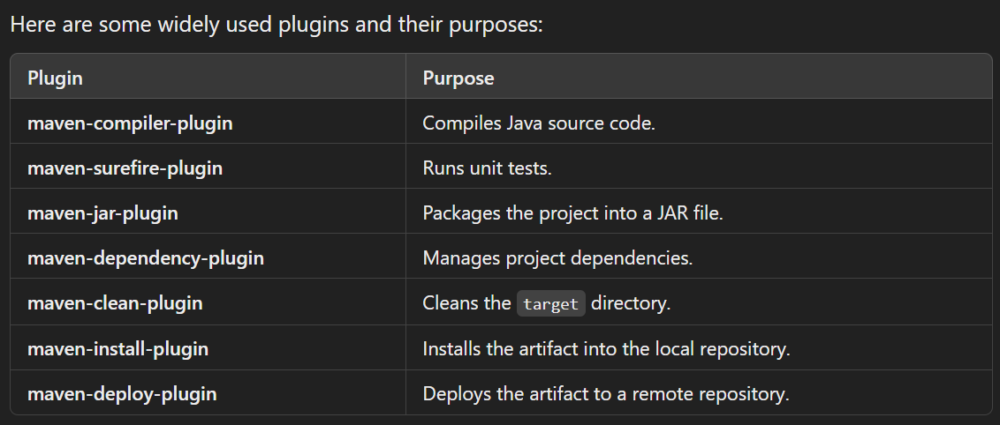 Here are some widely used plugins and their purposes:
Plugin Purpose
maven-compiler-plugin Compiles Java source code.
maven-surefire-plugin Runs unit tests.
maven-jar-plugin Packages the project into a JAR file.
maven-dependency-plugin Manages project dependencies.
maven-clean-plugin Cleans the target directory.
maven-install-plugin Installs the artifact into the local repository.
maven-deploy-plugin Deploys the artifact to a remote repository.